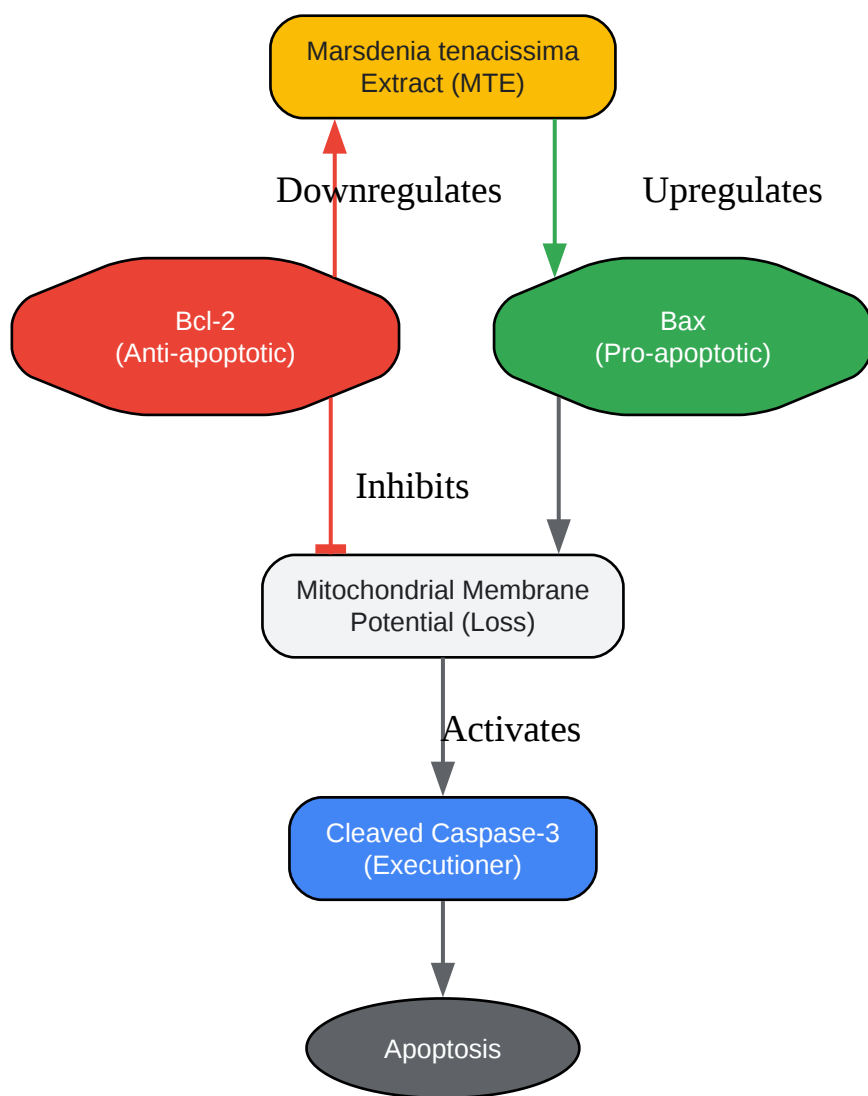 Marsdenia tenacissima
Extract (MTE)
Downregulates
Upregulates
Bcl-2
(Anti-apoptotic)
Bax
(Pro-apoptotic)
Inhibits
Mitochondrial Membrane
Potential (Loss)
Activates
Cleaved Caspase-3
(Executioner)
Apoptosis